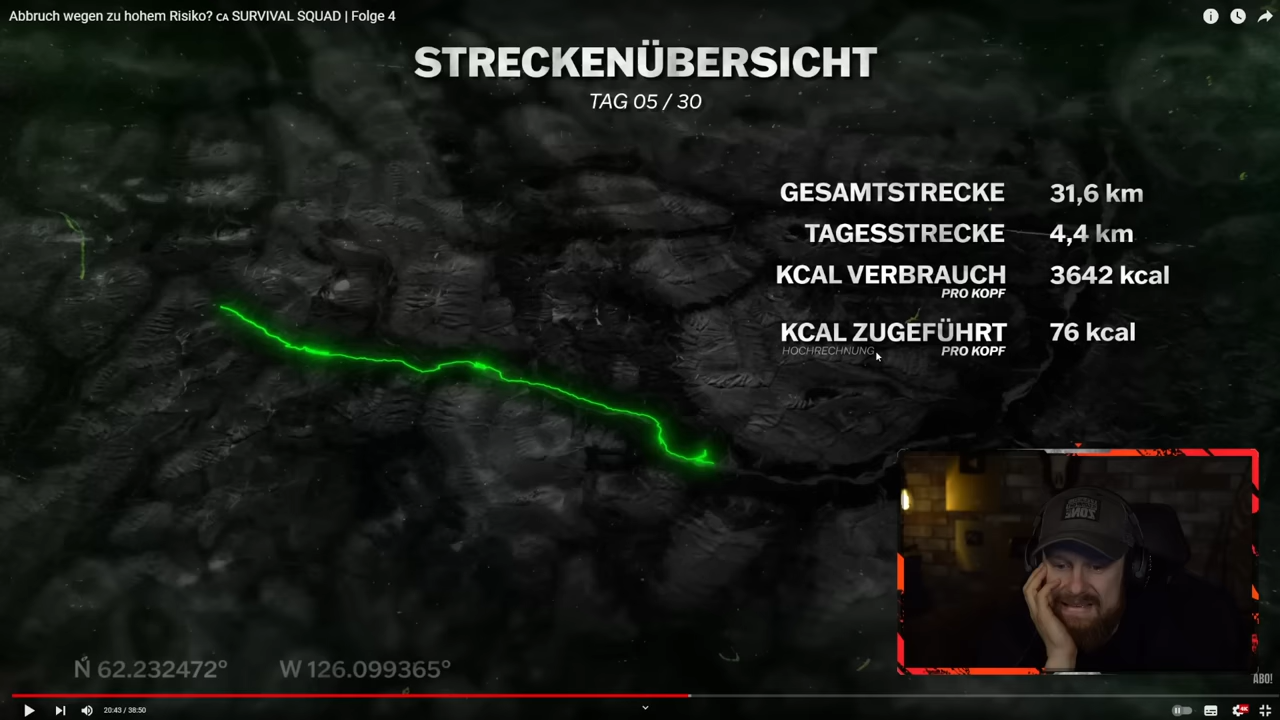 Abbruch wegen zu hohem Risiko? CA SURVIVAL SQUAD | Folge 4
STRECKENÜBERSICHT
TAG 05 / 30
GESAMTSTRECKE 31,6 km
TAGESSTRECKE 4,4 km
KCAL VERBRAUCH 3642 kcal
PRO KOPF
KCAL ZUGEFÜHRT 76 kcal
HOCHRECHNUNG PRO KOPF
ZONE
N 62.232472° W 126.099365°
ABO!
20:43 / 38:50
4K